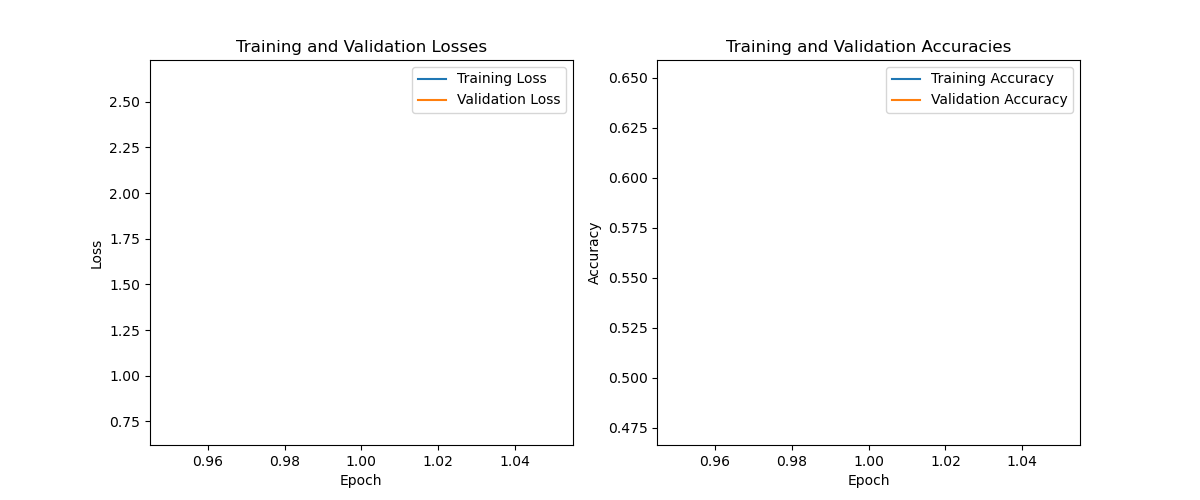 Training and Validation Losses
Training Loss
Validation Loss
2.50
2.25
2.00
1.75
1.50
1.25
1.00
0.75
Loss
0.96 0.98 1.00 1.02 1.04
Epoch
Training and Validation Accuracies
Training Accuracy
Validation Accuracy
0.650
0.625
0.600
0.575
0.550
0.525
0.500
0.475
Accuracy
0.96 0.98 1.00 1.02 1.04
Epoch